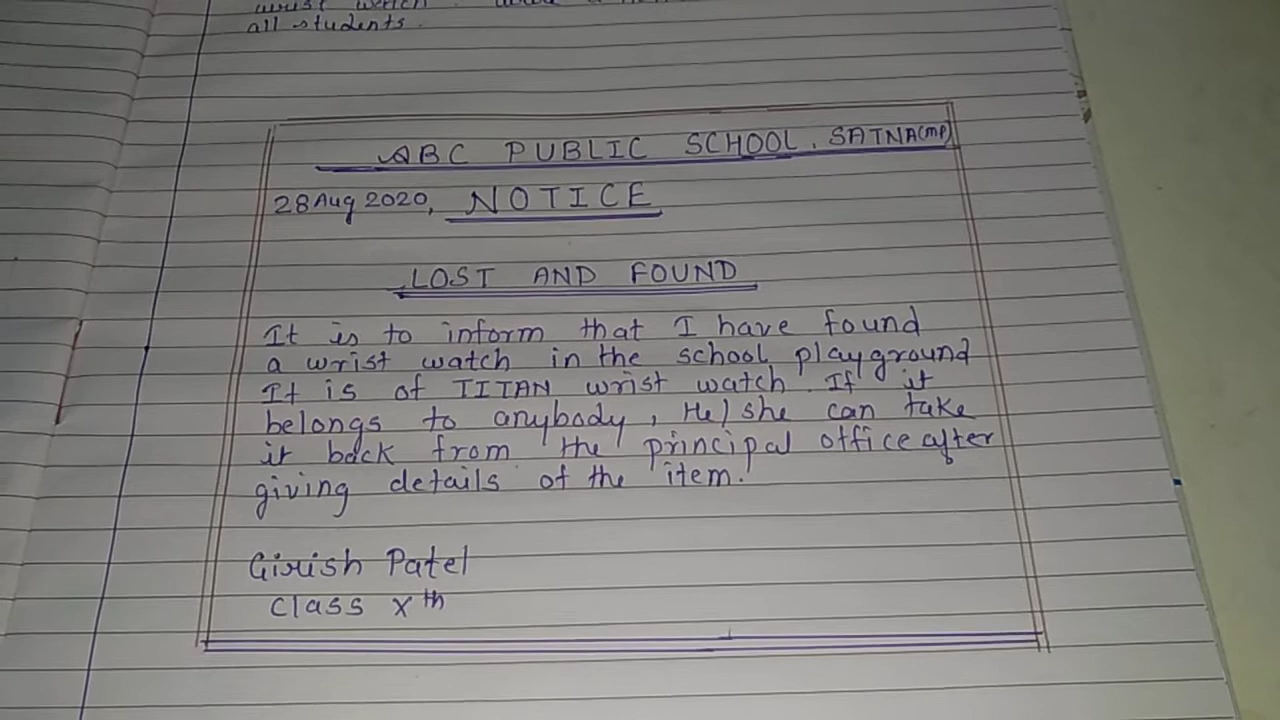 all students.
ABC PUBLIC SCHOOL, SATNA(MP)
28 Aug 2020, NOTICE
LOST AND FOUND
It is to inform that I have found
a wrist watch in the school playground
It is of TITAN wrist watch. If it
belongs to anybody, He/she can take
it back from the principal office after
giving details of the item.
Girish Patel
Class Xth